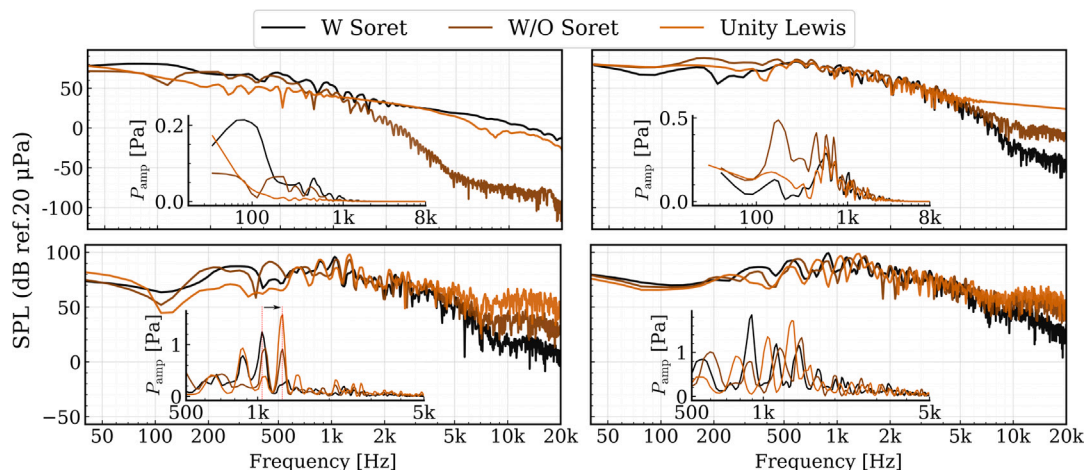 W Soret W/O Soret Unity Lewis
SPL (dB ref.20 μPa)
50
0
−50
−100
P_amp [Pa]
0.2
0.0
100 1k 8k
P_amp [Pa]
0.5
0.0
100 1k 8k
100
50
0
−50
P_amp [Pa]
1
0
500 1k 5k
P_amp [Pa]
1
0
500 1k 5k
50 100 200 500 1k 2k 5k 10k 20k
50 100 200 500 1k 2k 5k 10k 20k
Frequency [Hz]
Frequency [Hz]